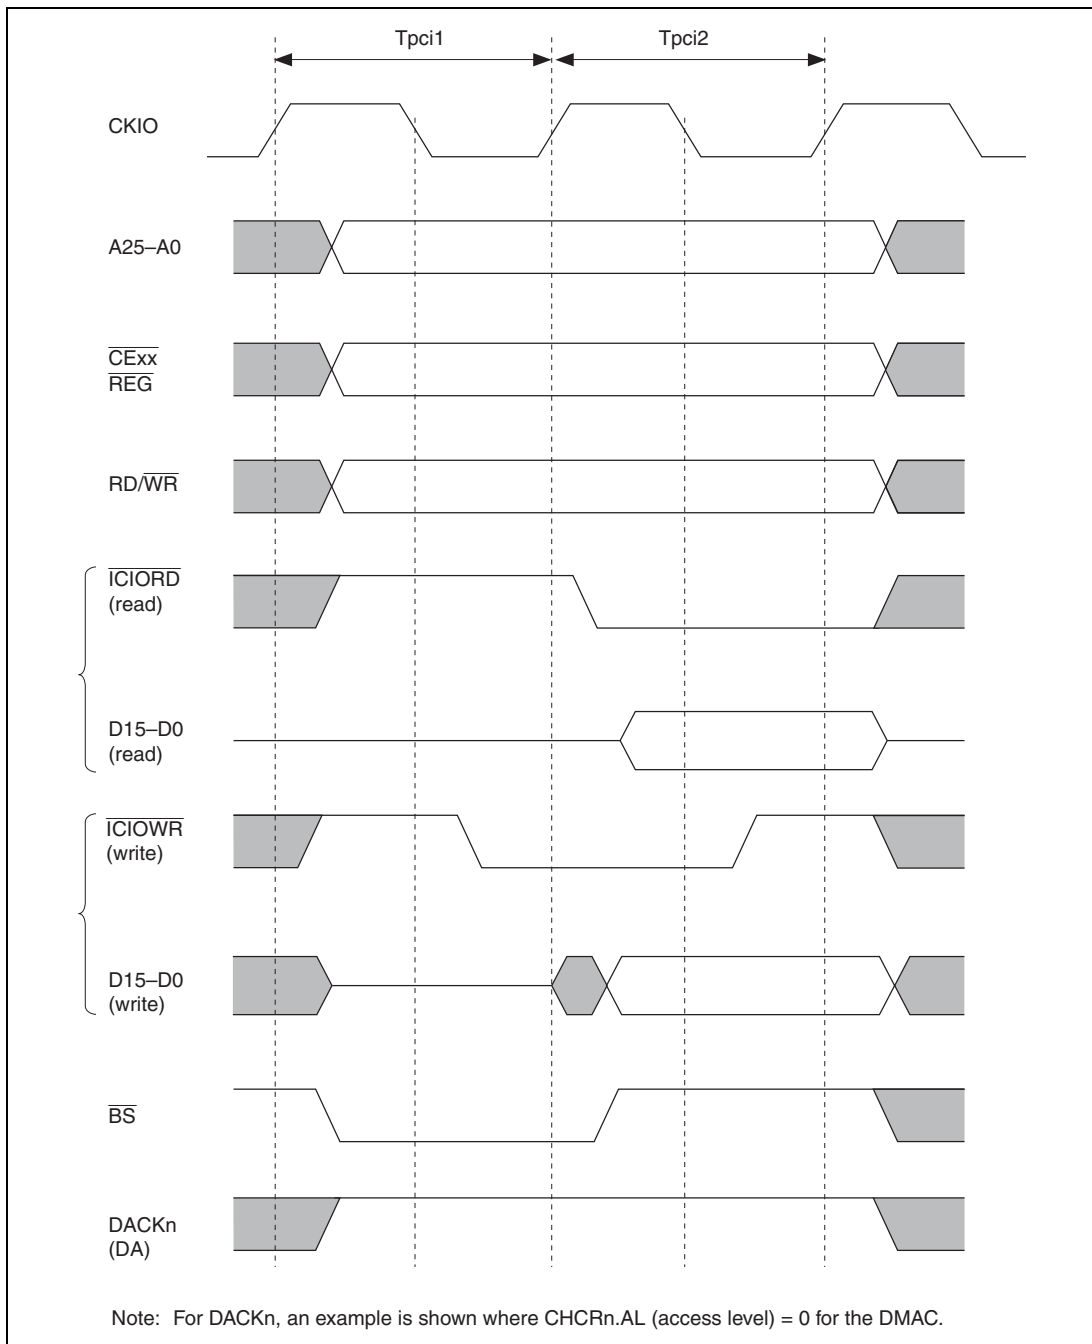 Tpci1 Tpci2
CKIO
A25–A0
CExx
REG
RD/WR
ICIORD
(read)
D15–D0
(read)
ICIOWR
(write)
D15–D0
(write)
BS
DACKn
(DA)
Note: For DACKn, an example is shown where CHCRn.AL (access level) = 0 for the DMAC.